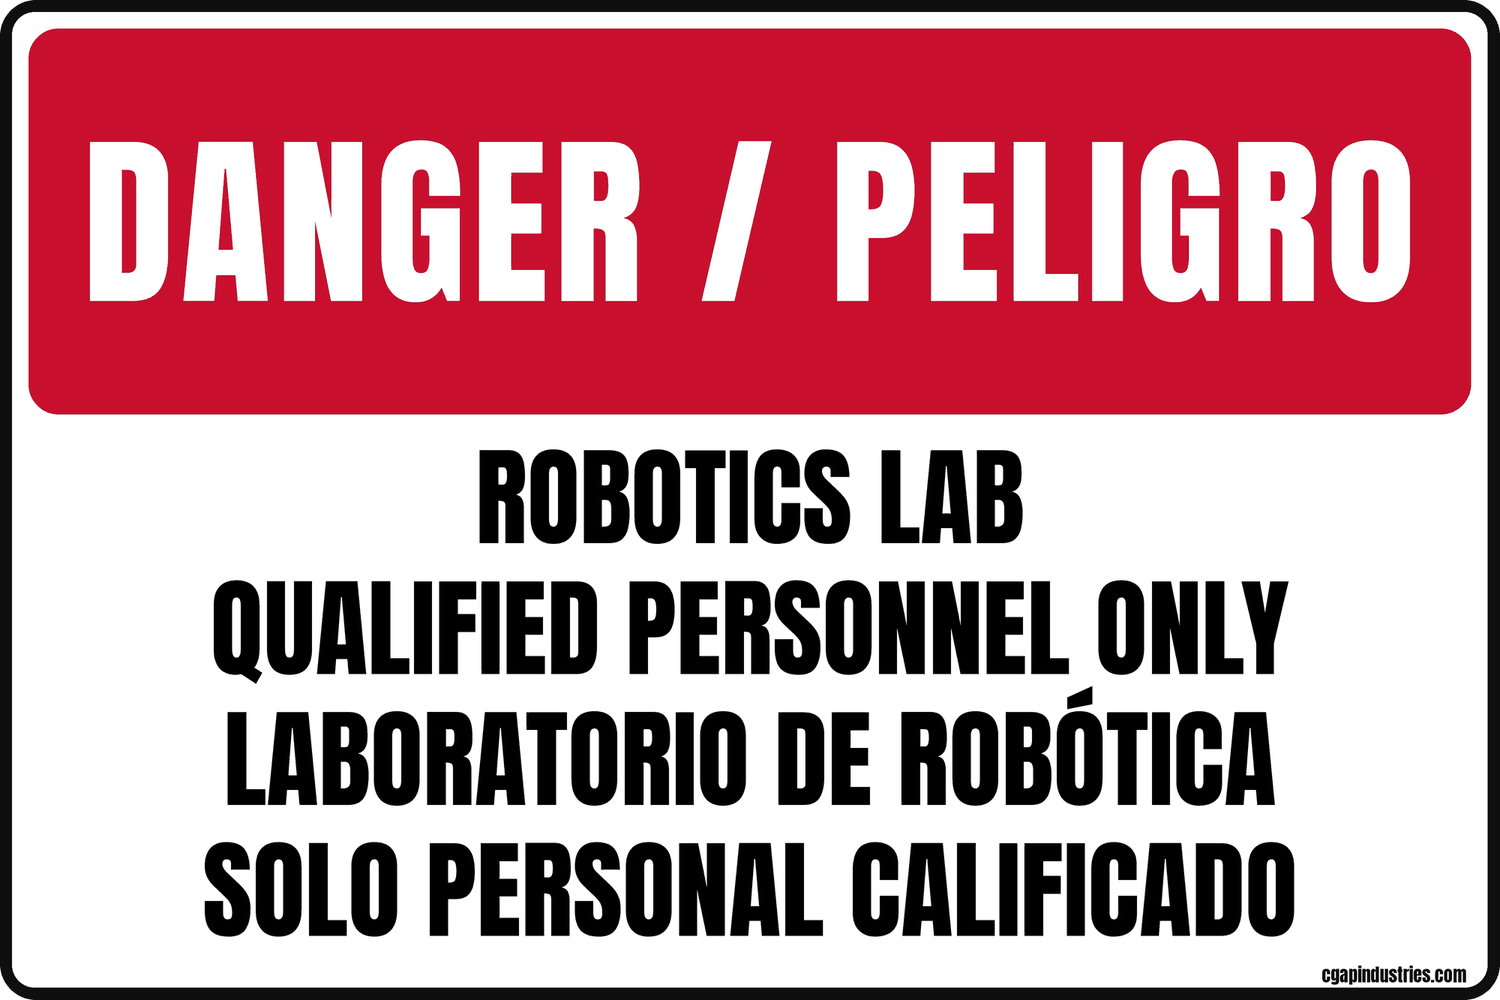 DANGER / PELIGRO
ROBOTICS LAB
QUALIFIED PERSONNEL ONLY
LABORATORIO DE ROBÓTICA
SOLO PERSONAL CALIFICADO
cgapindustries.com